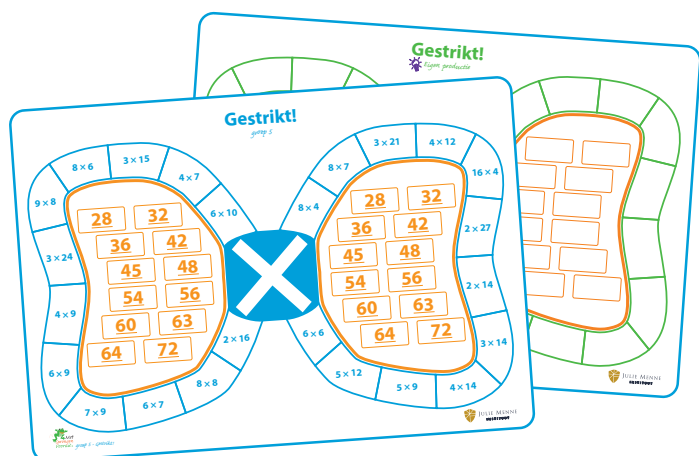 Gestrikt!
Eigen productie
Gestrikt!
groep 5
9 x 8
8 x 6
3 x 15
4 x 7
6 x 10
3 x 24
4 x 9
6 x 9
7 x 9
6 x 7
8 x 8
2 x 16
28 32
36 42
45 48
54 56
60 63
64 72
8 x 4
8 x 7
3 x 21
4 x 12
16 x 4
2 x 27
2 x 14
3 x 14
4 x 14
5 x 9
5 x 12
6 x 6
28 32
36 42
45 48
54 56
60 63
64 72
JULIE MENNE
JULIE MENNE